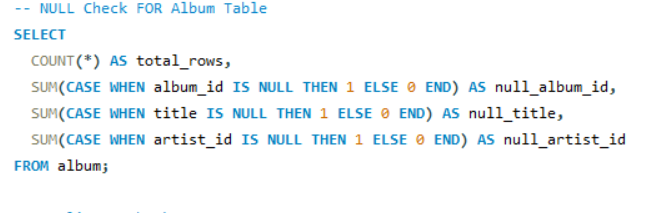 -- NULL Check FOR Album Table
SELECT
COUNT(*) AS total_rows,
SUM(CASE WHEN album_id IS NULL THEN 1 ELSE 0 END) AS null_album_id,
SUM(CASE WHEN title IS NULL THEN 1 ELSE 0 END) AS null_title,
SUM(CASE WHEN artist_id IS NULL THEN 1 ELSE 0 END) AS null_artist_id
FROM album;